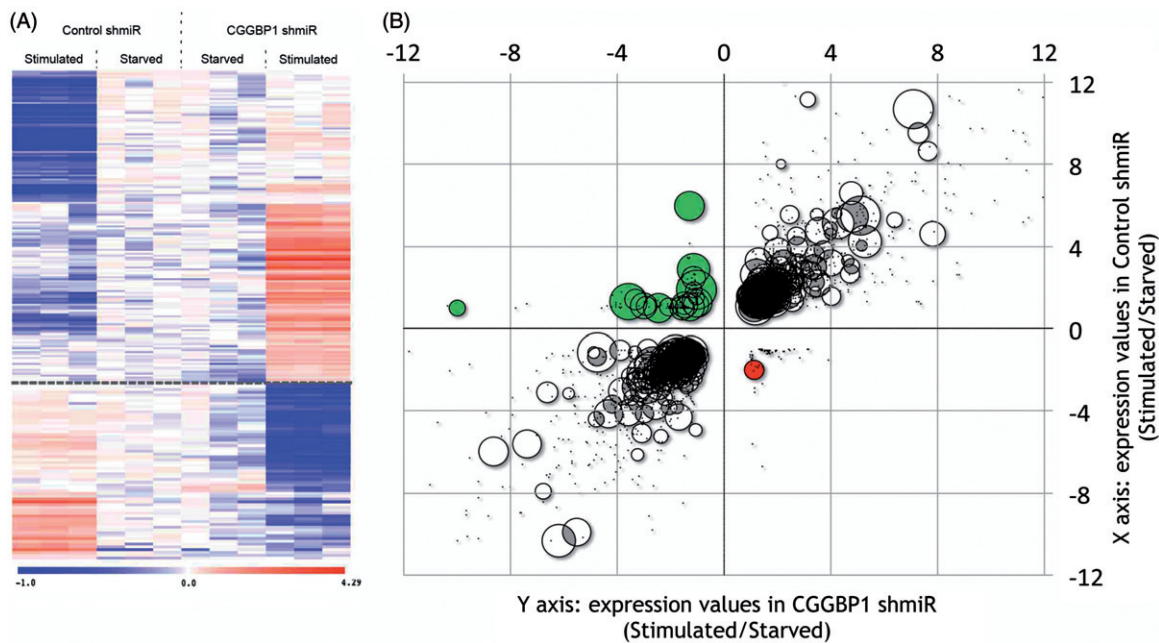 (A)
Control shmiR CGGBP1 shmiR
Stimulated Starved Starved Stimulated
-1.0 0.0 4.29
(B)
-12 -8 -4 0 4 8 12
12
8
4
0
-4
-8
-12
X axis: expression values in Control shmiR
(Stimulated/Starved)
Y axis: expression values in CGGBP1 shmiR
(Stimulated/Starved)